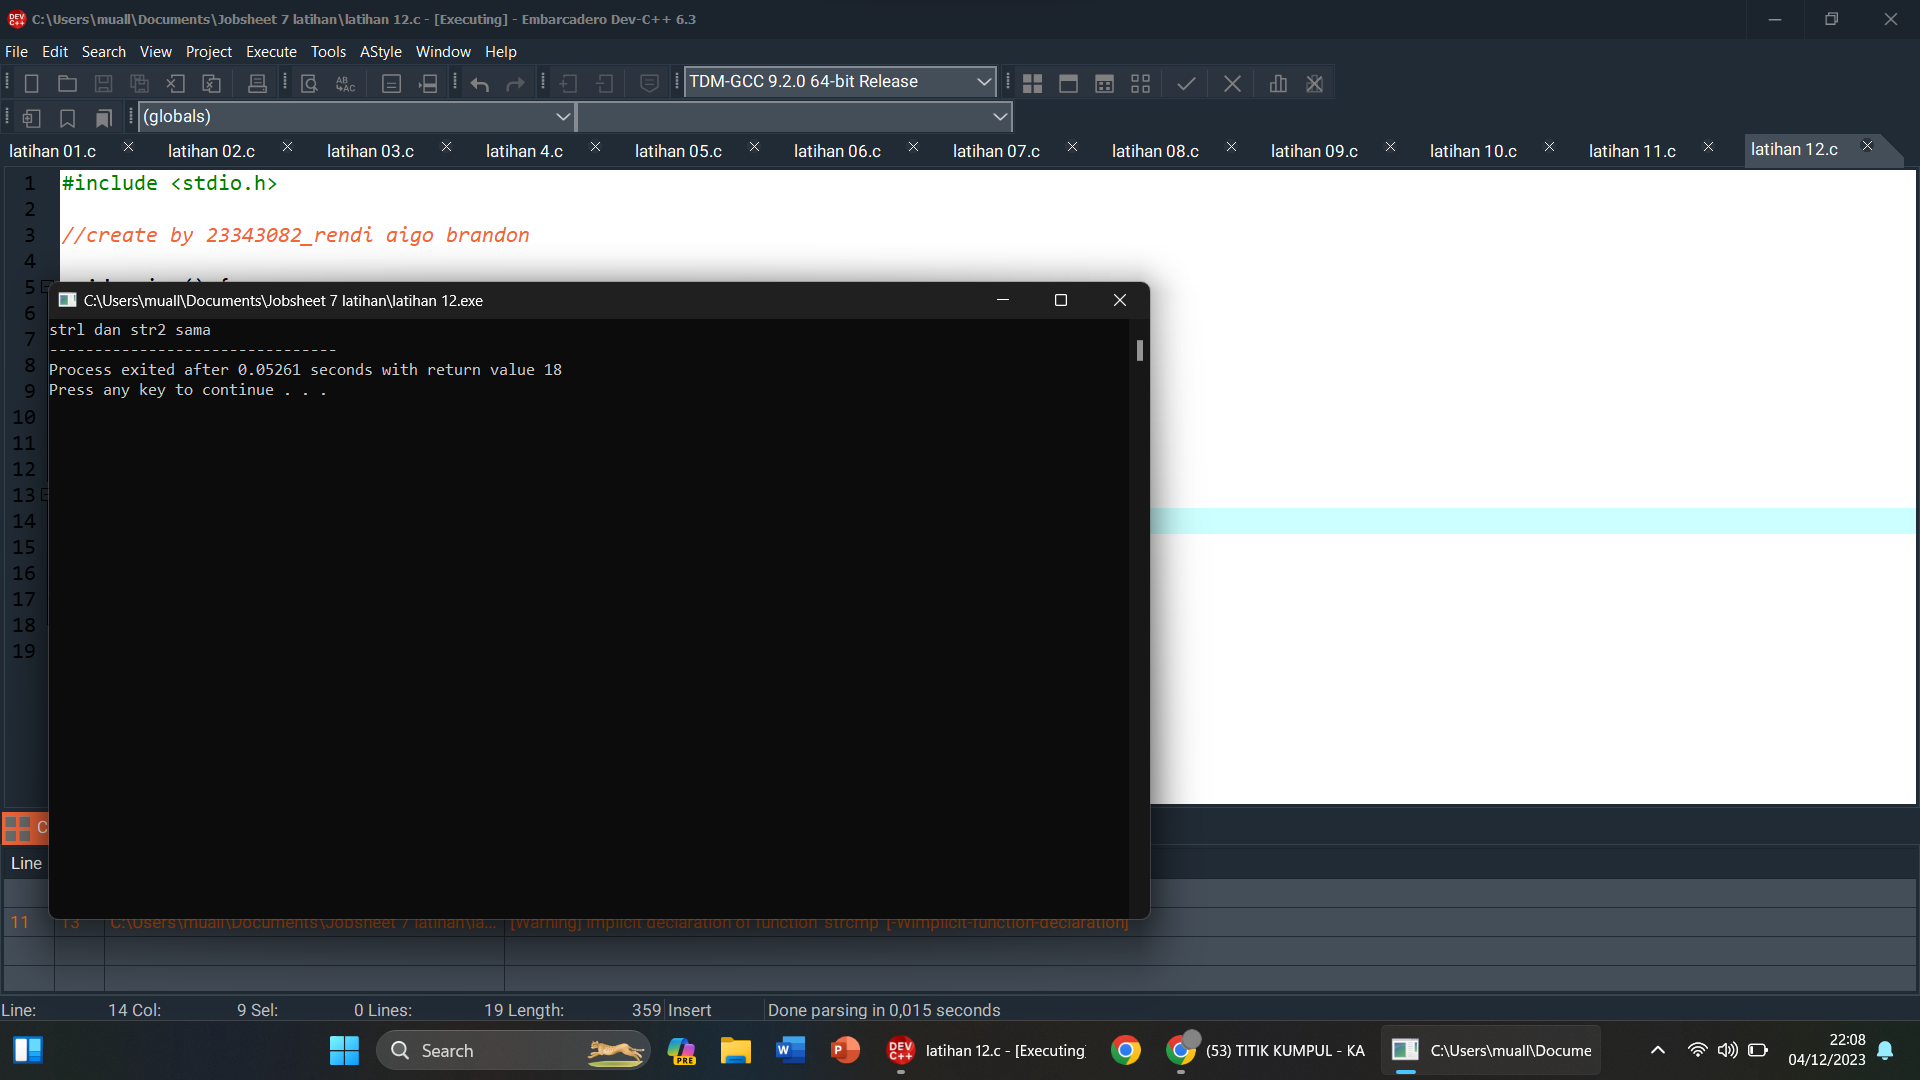 C:\Users\muall\Documents\Jobsheet 7 latihan\latihan 12.c - [Executing] - Embarcadero Dev-C++ 6.3
File Edit Search View Project Execute Tools AStyle Window Help
TDM-GCC 9.2.0 64-bit Release
(globals)
latihan 01.c latihan 02.c latihan 03.c latihan 4.c latihan 05.c latihan 06.c latihan 07.c latihan 08.c latihan 09.c latihan 10.c latihan 11.c latihan 12.c
1 #include <stdio.h>
2
3 //create by 23343082_rendi aigo brandon
4
5
6
7
8
9
10
11
12
13
14
15
16
17
18
19
C:\Users\muall\Documents\Jobsheet 7 latihan\latihan 12.exe
strl dan str2 sama
--------------------------------
Process exited after 0.05261 seconds with return value 18
Press any key to continue . . .
Line
11 13 C:\Users\muall\Documents\Jobsheet 7 latihan\la... [Warning] implicit declaration of function 'strcmp' [-Wimplicit-function-declaration]
Line: 14 Col: 9 Sel: 0 Lines: 19 Length: 359 Insert Done parsing in 0,015 seconds
Search
PRE
latihan 12.c - [Executing
(53) TITIK KUMPUL - KA
C:\Users\muall\Docume
22:08
04/12/2023